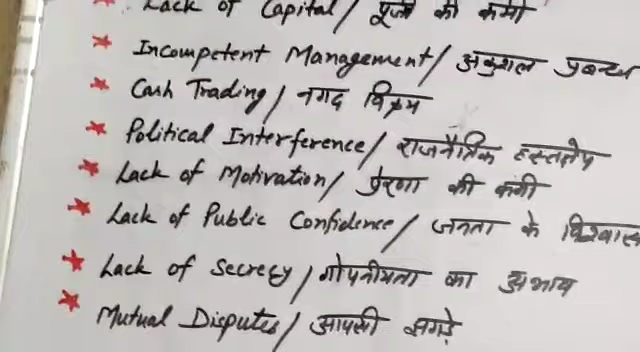 Lack of Capital/ पूंजी की कमी
Incompetent Management/ अकुशल प्रबन्ध
Cash Trading/ नगद विक्रय
Political Interference/ राजनैतिक हस्तक्षेप
Lack of Motivation/ प्रेरणा की कमी
Lack of Public Confidence/ जनता के विश्वास
Lack of Secrecy/ गोपनीयता का अभाव
Mutual Disputes/ आपसी झगड़े